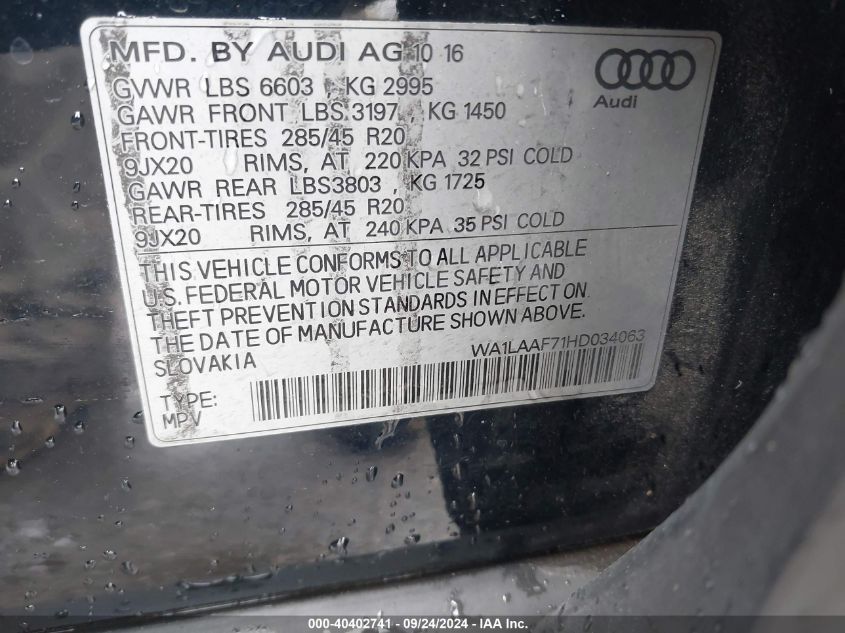 MFD. BY AUDI AG 10 16
Audi
GVWR LBS 6603 , KG 2995
GAWR FRONT LBS.3197 , KG 1450
FRONT-TIRES 285/45 R20
9JX20 RIMS, AT 220 KPA 32 PSI COLD
GAWR REAR LBS3803 , KG 1725
REAR-TIRES 285/45 R20
9JX20 RIMS, AT 240 KPA 35 PSI COLD
THIS VEHICLE CONFORMS TO ALL APPLICABLE
U.S. FEDERAL MOTOR VEHICLE SAFETY AND
THEFT PREVENTION STANDARDS IN EFFECT ON
THE DATE OF MANUFACTURE SHOWN ABOVE.
SLOVAKIA WA1LAAF71HD034063
TYPE:
MPV
000-40402741 - 09/24/2024 - IAA Inc.